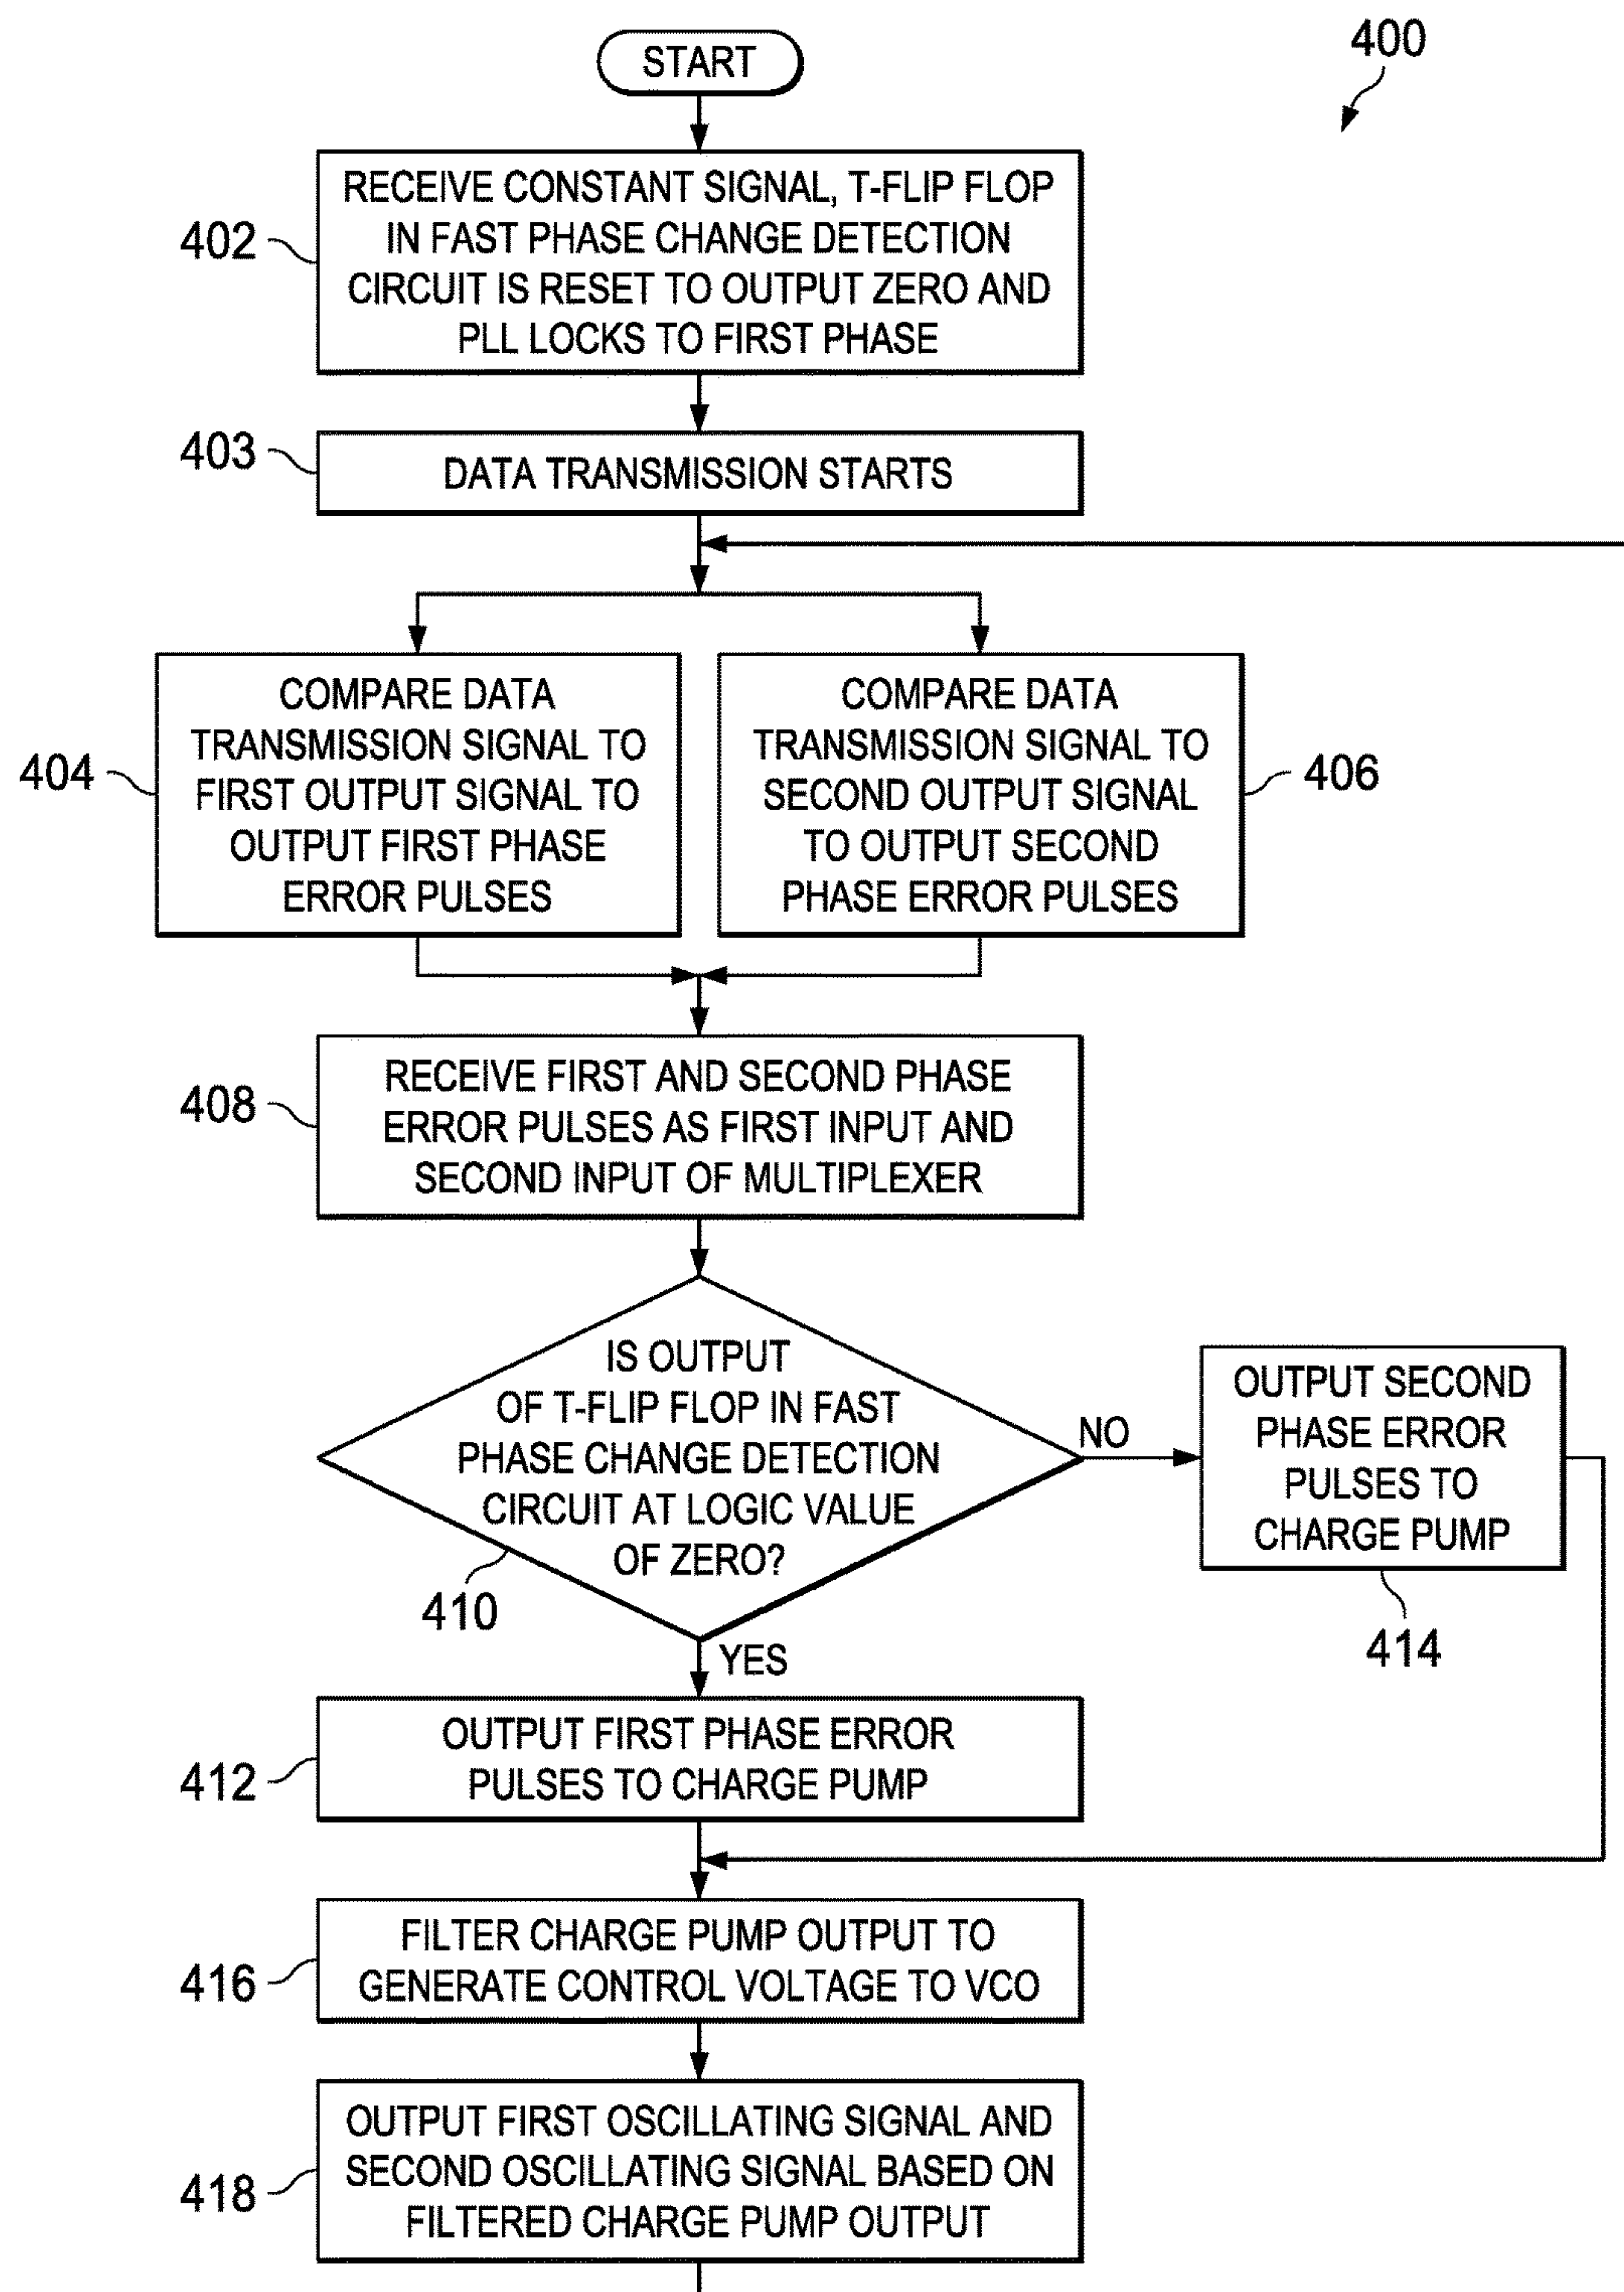 START
400
402
RECEIVE CONSTANT SIGNAL, T-FLIP FLOP
IN FAST PHASE CHANGE DETECTION
CIRCUIT IS RESET TO OUTPUT ZERO AND
PLL LOCKS TO FIRST PHASE
403
DATA TRANSMISSION STARTS
404
COMPARE DATA
TRANSMISSION SIGNAL TO
FIRST OUTPUT SIGNAL TO
OUTPUT FIRST PHASE
ERROR PULSES
COMPARE DATA
TRANSMISSION SIGNAL TO
SECOND OUTPUT SIGNAL
TO OUTPUT SECOND
PHASE ERROR PULSES
406
408
RECEIVE FIRST AND SECOND PHASE
ERROR PULSES AS FIRST INPUT AND
SECOND INPUT OF MULTIPLEXER
IS OUTPUT
OF T-FLIP FLOP IN FAST
PHASE CHANGE DETECTION
CIRCUIT AT LOGIC VALUE
OF ZERO?
410
NO
OUTPUT SECOND
PHASE ERROR
PULSES TO
CHARGE PUMP
414
YES
412
OUTPUT FIRST PHASE ERROR
PULSES TO CHARGE PUMP
416
FILTER CHARGE PUMP OUTPUT TO
GENERATE CONTROL VOLTAGE TO VCO
418
OUTPUT FIRST OSCILLATING SIGNAL AND
SECOND OSCILLATING SIGNAL BASED ON
FILTERED CHARGE PUMP OUTPUT